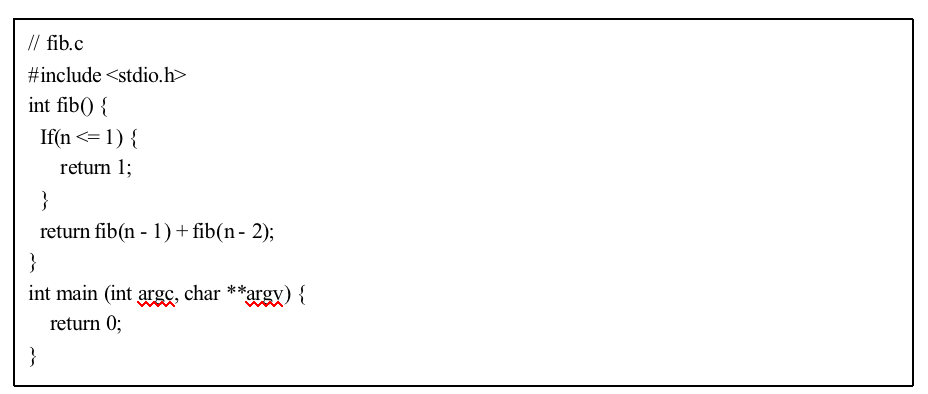 // fib.c
#include <stdio.h>
int fib() {
If(n <= 1) {
return 1;
}
return fib(n - 1) + fib(n - 2);
}
int main (int argc, char **argv) {
return 0;
}